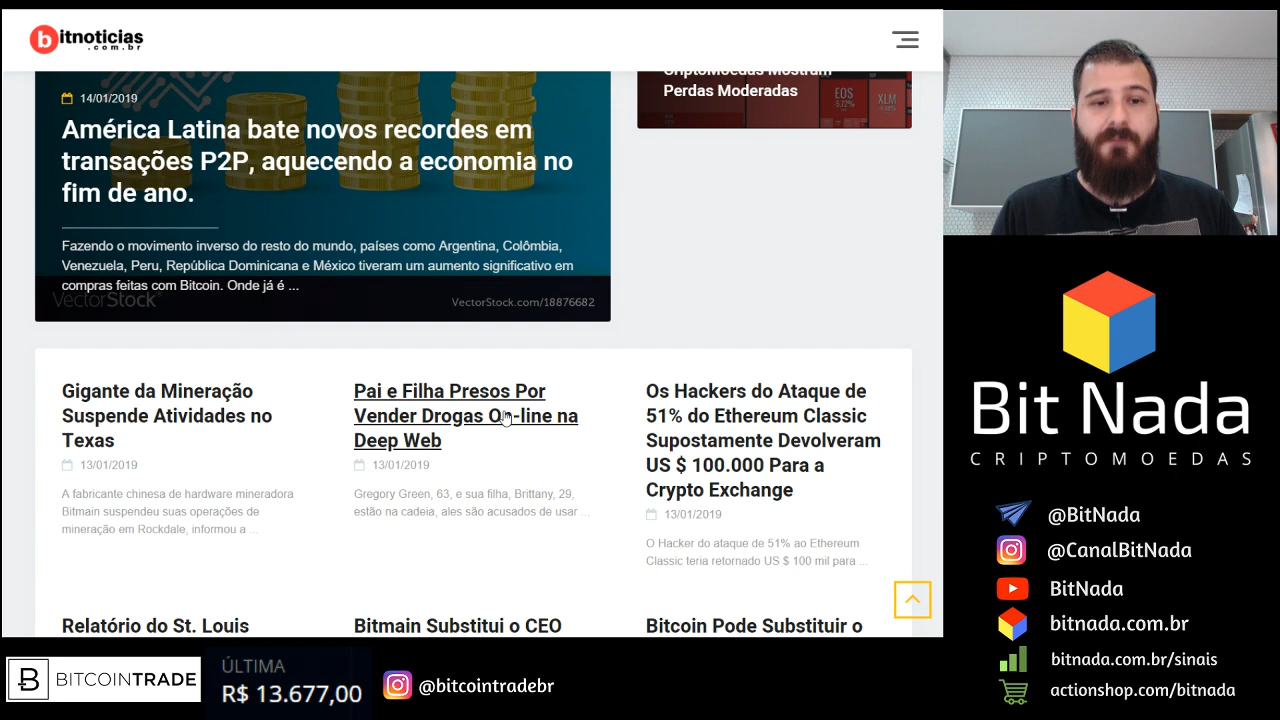 bitnoticias
.com.br
14/01/2019
América Latina bate novos recordes em
transações P2P, aquecendo a economia no
fim de ano.
Fazendo o movimento inverso do resto do mundo, países como Argentina, Colômbia,
Venezuela, Peru, República Dominicana e México tiveram um aumento significativo em
compras feitas com Bitcoin. Onde já é ...
VectorStock®
VectorStock.com/18876682
CriptoMoedas Mostram
Perdas Moderadas
EOS
-5.72%
XLM
Gigante da Mineração
Suspende Atividades no
Texas
13/01/2019
A fabricante chinesa de hardware mineradora
Bitmain suspendeu suas operações de
mineração em Rockdale, informou a ...
Pai e Filha Presos Por
Vender Drogas On-line na
Deep Web
13/01/2019
Gregory Green, 63, e sua filha, Brittany, 29,
estão na cadeia, ales são acusados de usar ...
Os Hackers do Ataque de
51% do Ethereum Classic
Supostamente Devolveram
US $ 100.000 Para a
Crypto Exchange
13/01/2019
O Hacker do ataque de 51% ao Ethereum
Classic teria retornado US $ 100 mil para ...
Relatório do St. Louis
Bitmain Substitui o CEO
Bitcoin Pode Substituir o
Bit Nada
CRIPTOMOEDAS
@BitNada
@CanalBitNada
BitNada
bitnada.com.br
bitnada.com.br/sinais
actionshop.com/bitnada
BITCOINTRADE
ÚLTIMA
R$ 13.677,00
@bitcointradebr